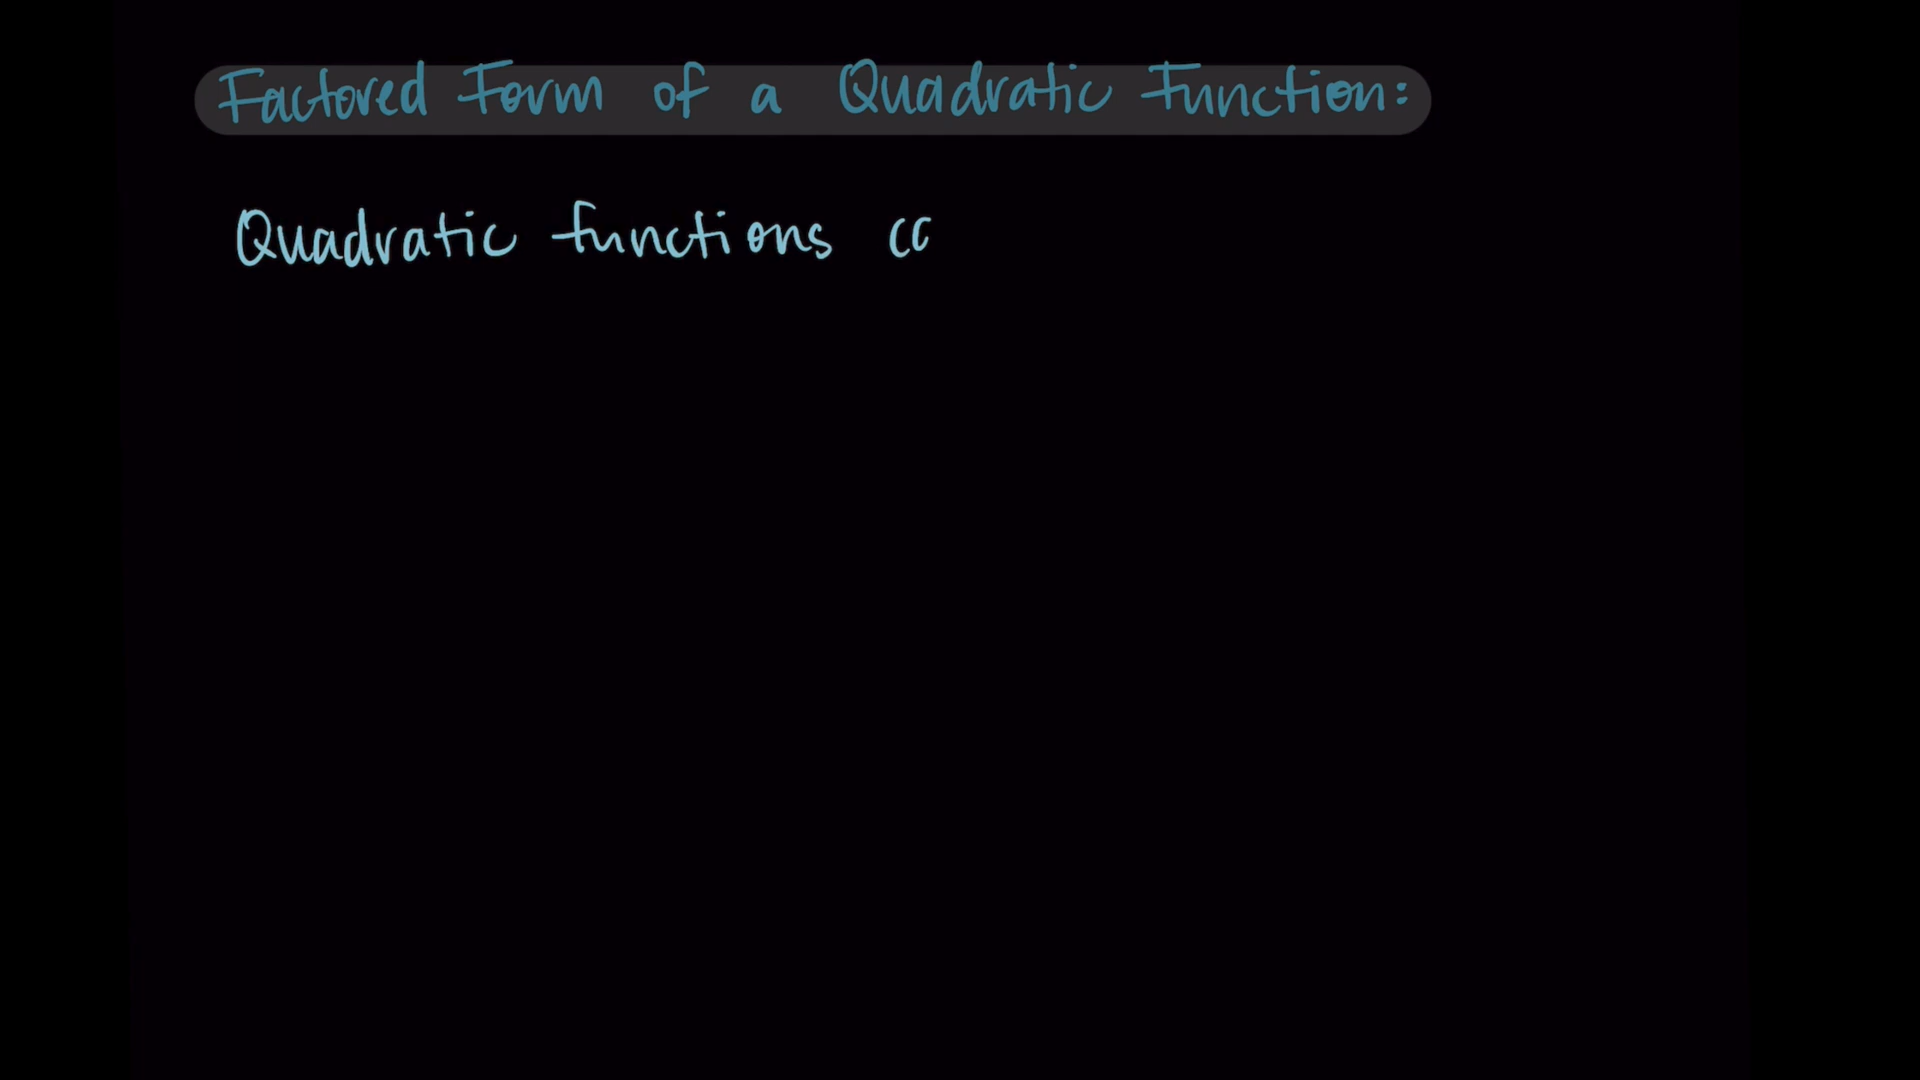 Factored Form of a Quadratic Function:
Quadratic functions